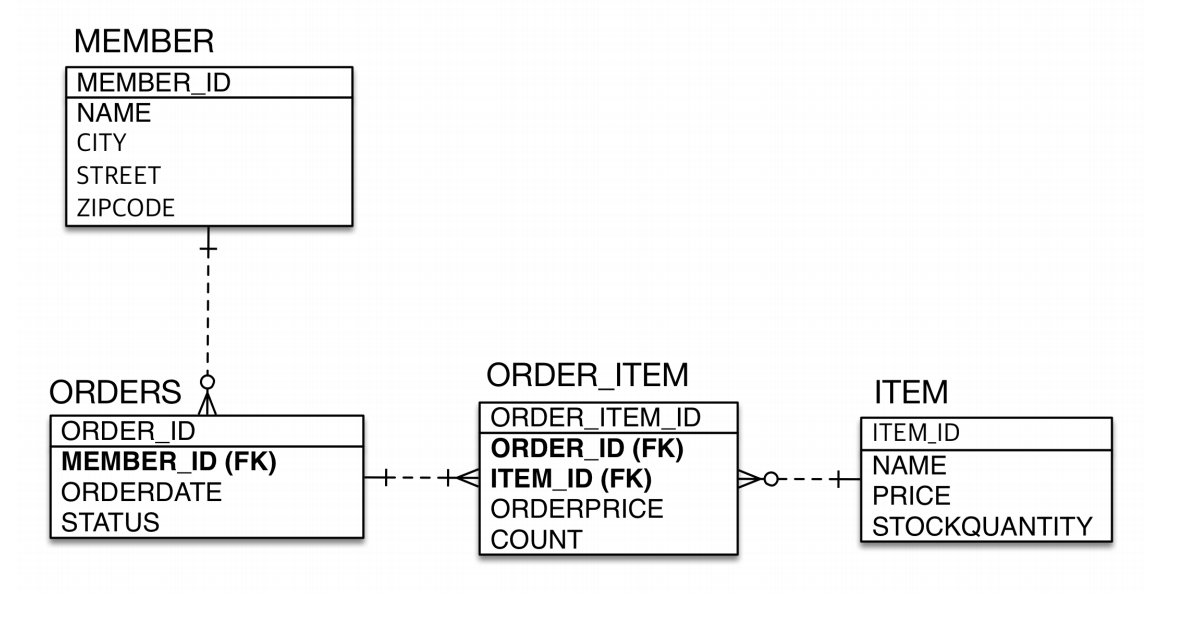 MEMBER
MEMBER_ID
NAME
CITY
STREET
ZIPCODE
ORDERS
ORDER_ID
MEMBER_ID (FK)
ORDERDATE
STATUS
ORDER_ITEM
ORDER_ITEM_ID
ORDER_ID (FK)
ITEM_ID (FK)
ORDERPRICE
COUNT
ITEM
ITEM_ID
NAME
PRICE
STOCKQUANTITY